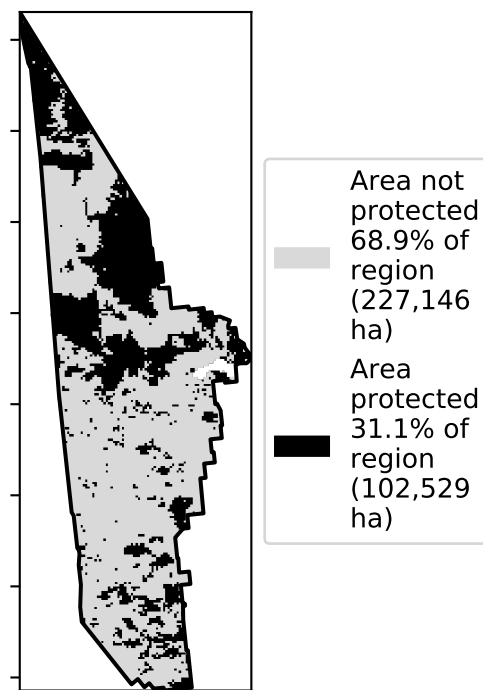 Area not
protected
68.9% of
region
(227,146
ha)
Area
protected
31.1% of
region
(102,529
ha)